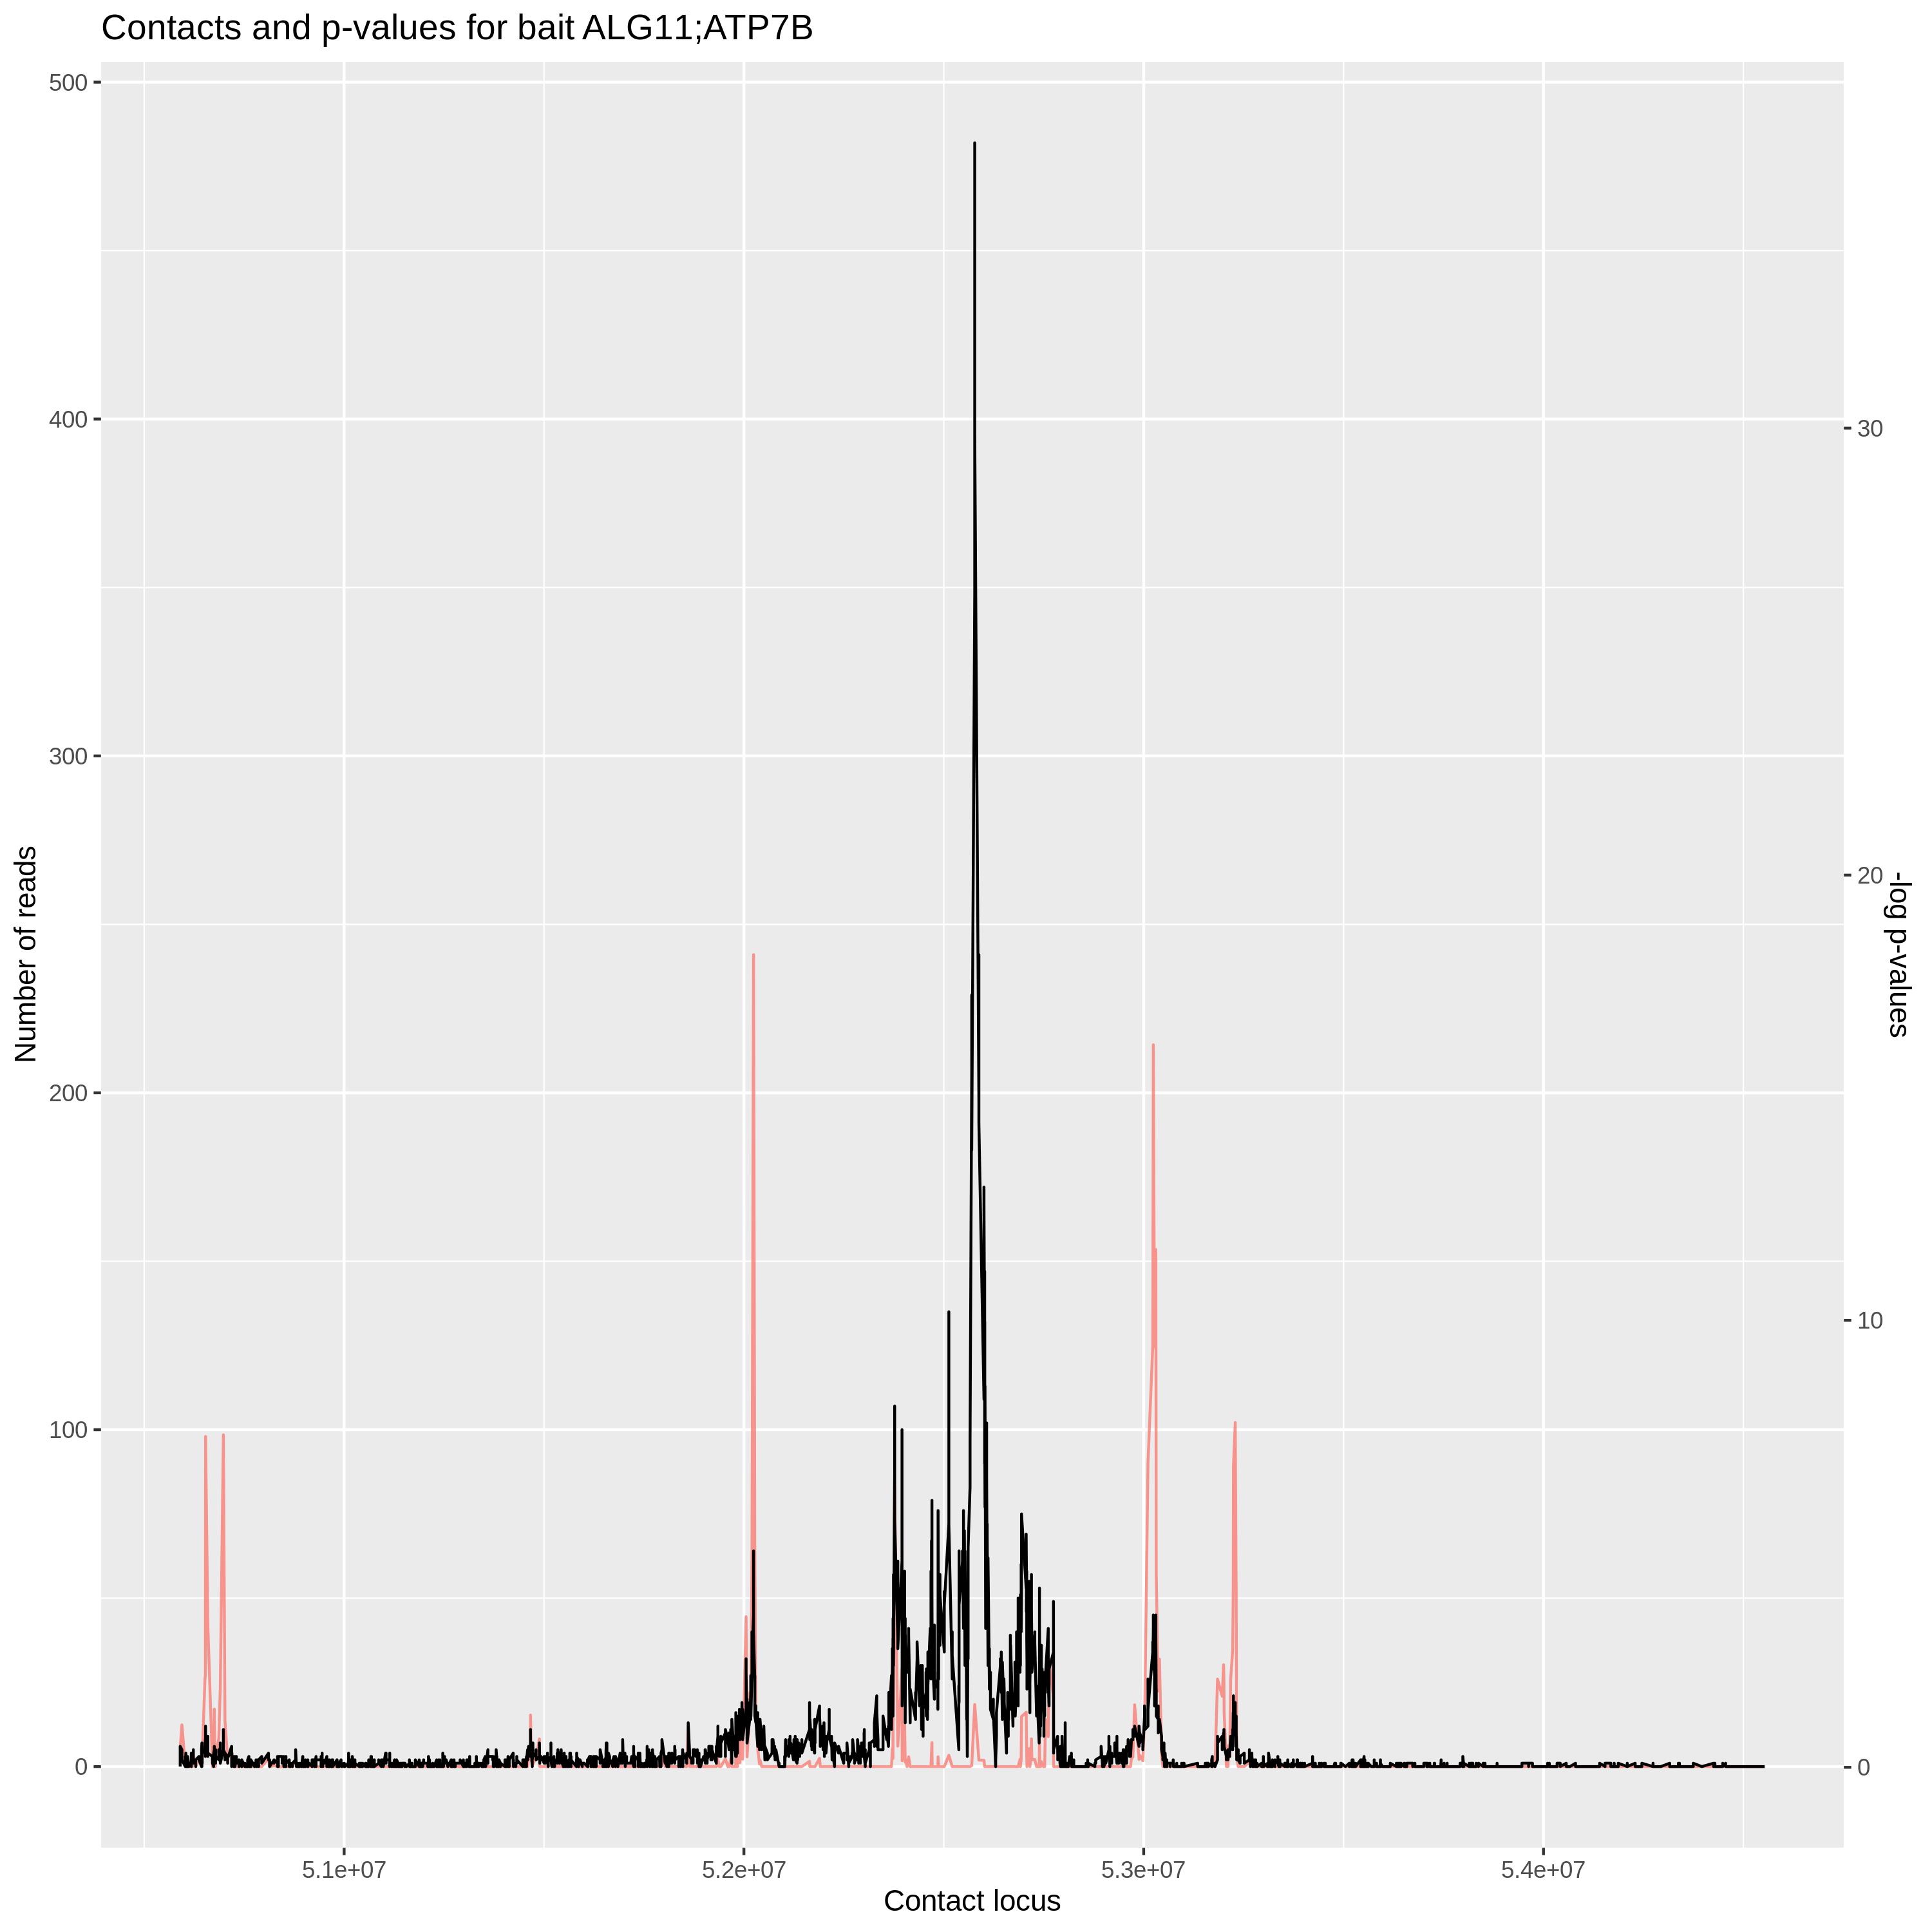 Contacts and p-values for bait ALG11;ATP7B
500
400
300
200
100
0
Number of reads
30
20
10
0
-log p-values
5.1e+07
5.2e+07
5.3e+07
5.4e+07
Contact locus